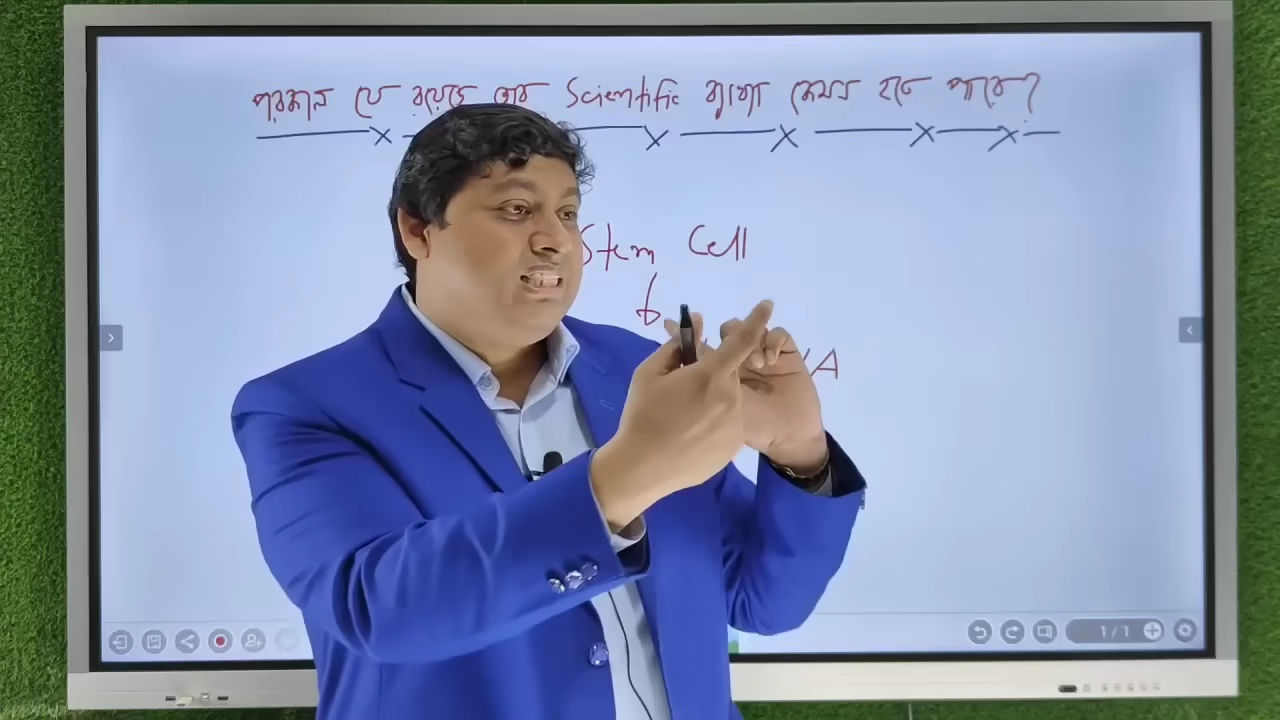 পরকাল যে রয়েছে তার Scientific ব্যাখ্যা কেমন হতে পারে?
Stem Cell
1/1